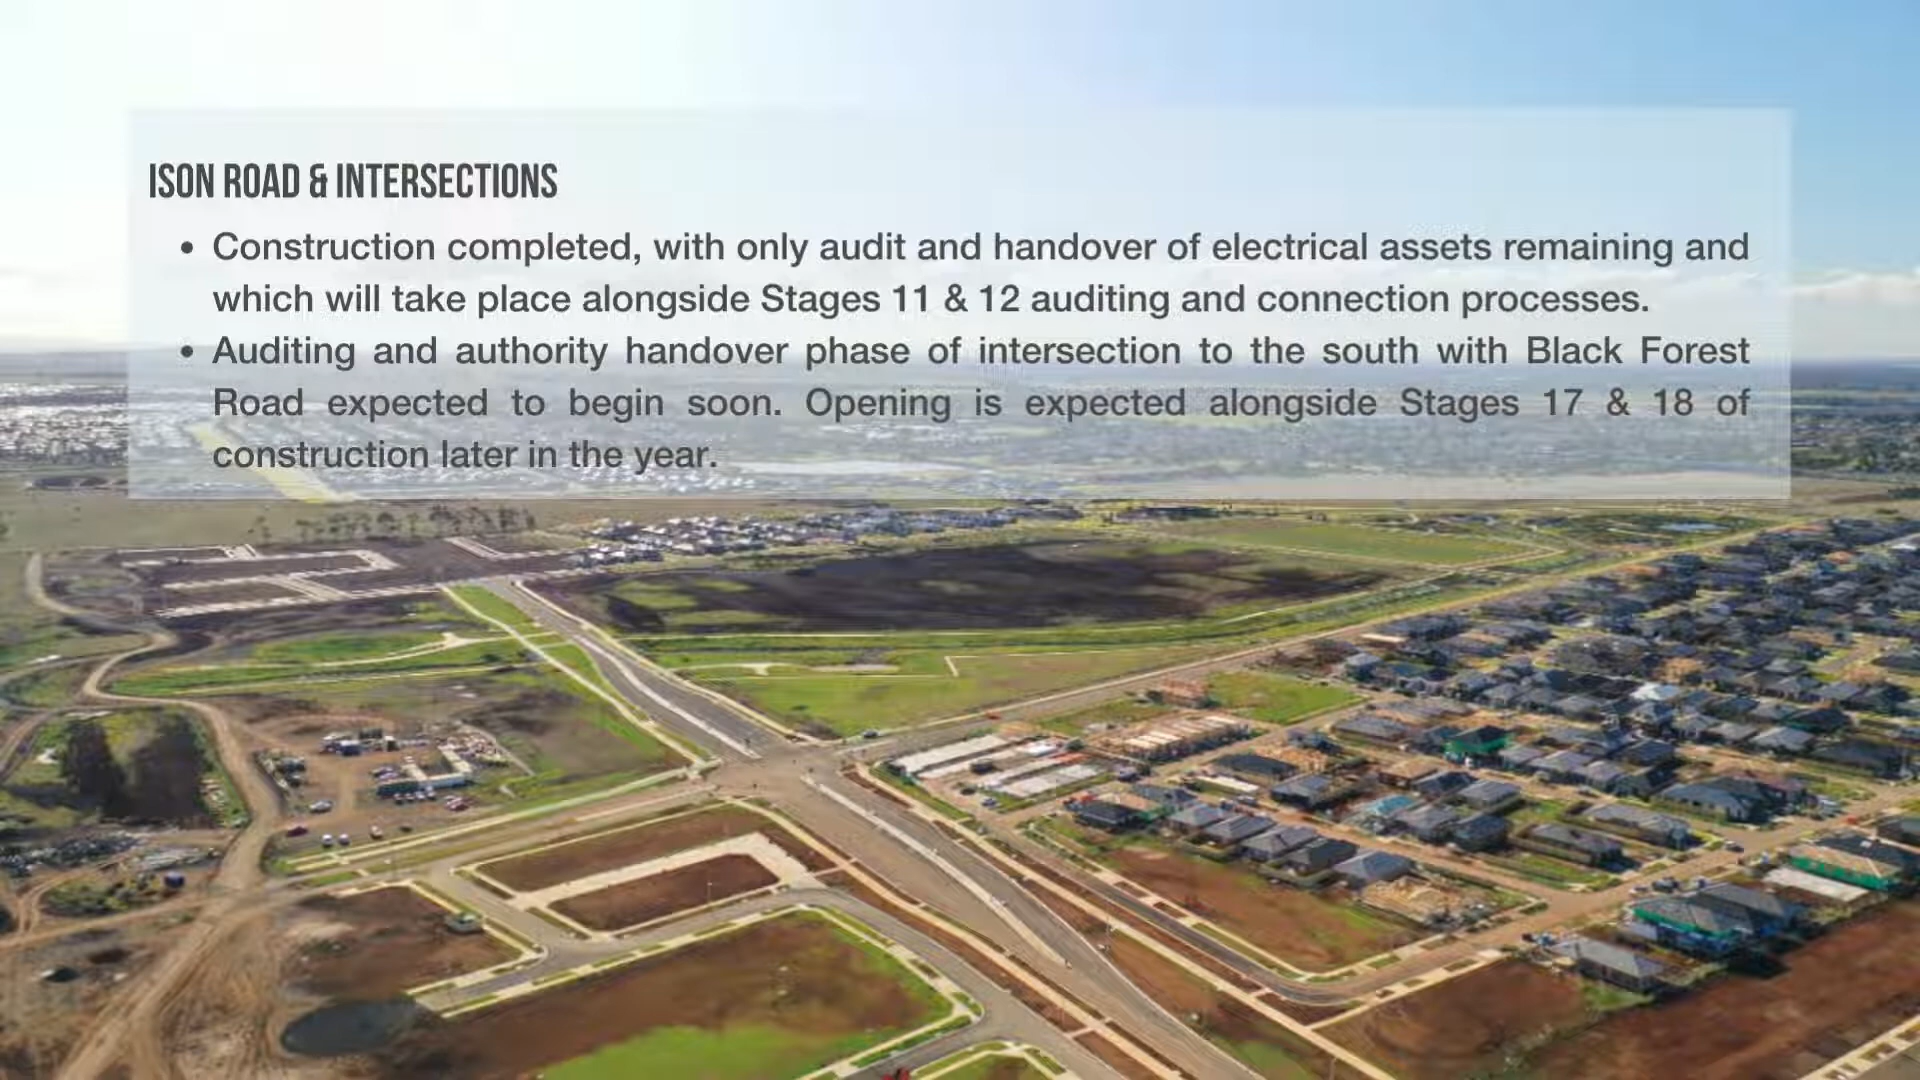 ISON ROAD & INTERSECTIONS
• Construction completed, with only audit and handover of electrical assets remaining and
which will take place alongside Stages 11 & 12 auditing and connection processes.
• Auditing and authority handover phase of intersection to the south with Black Forest
Road expected to begin soon. Opening is expected alongside Stages 17 & 18 of
construction later in the year.